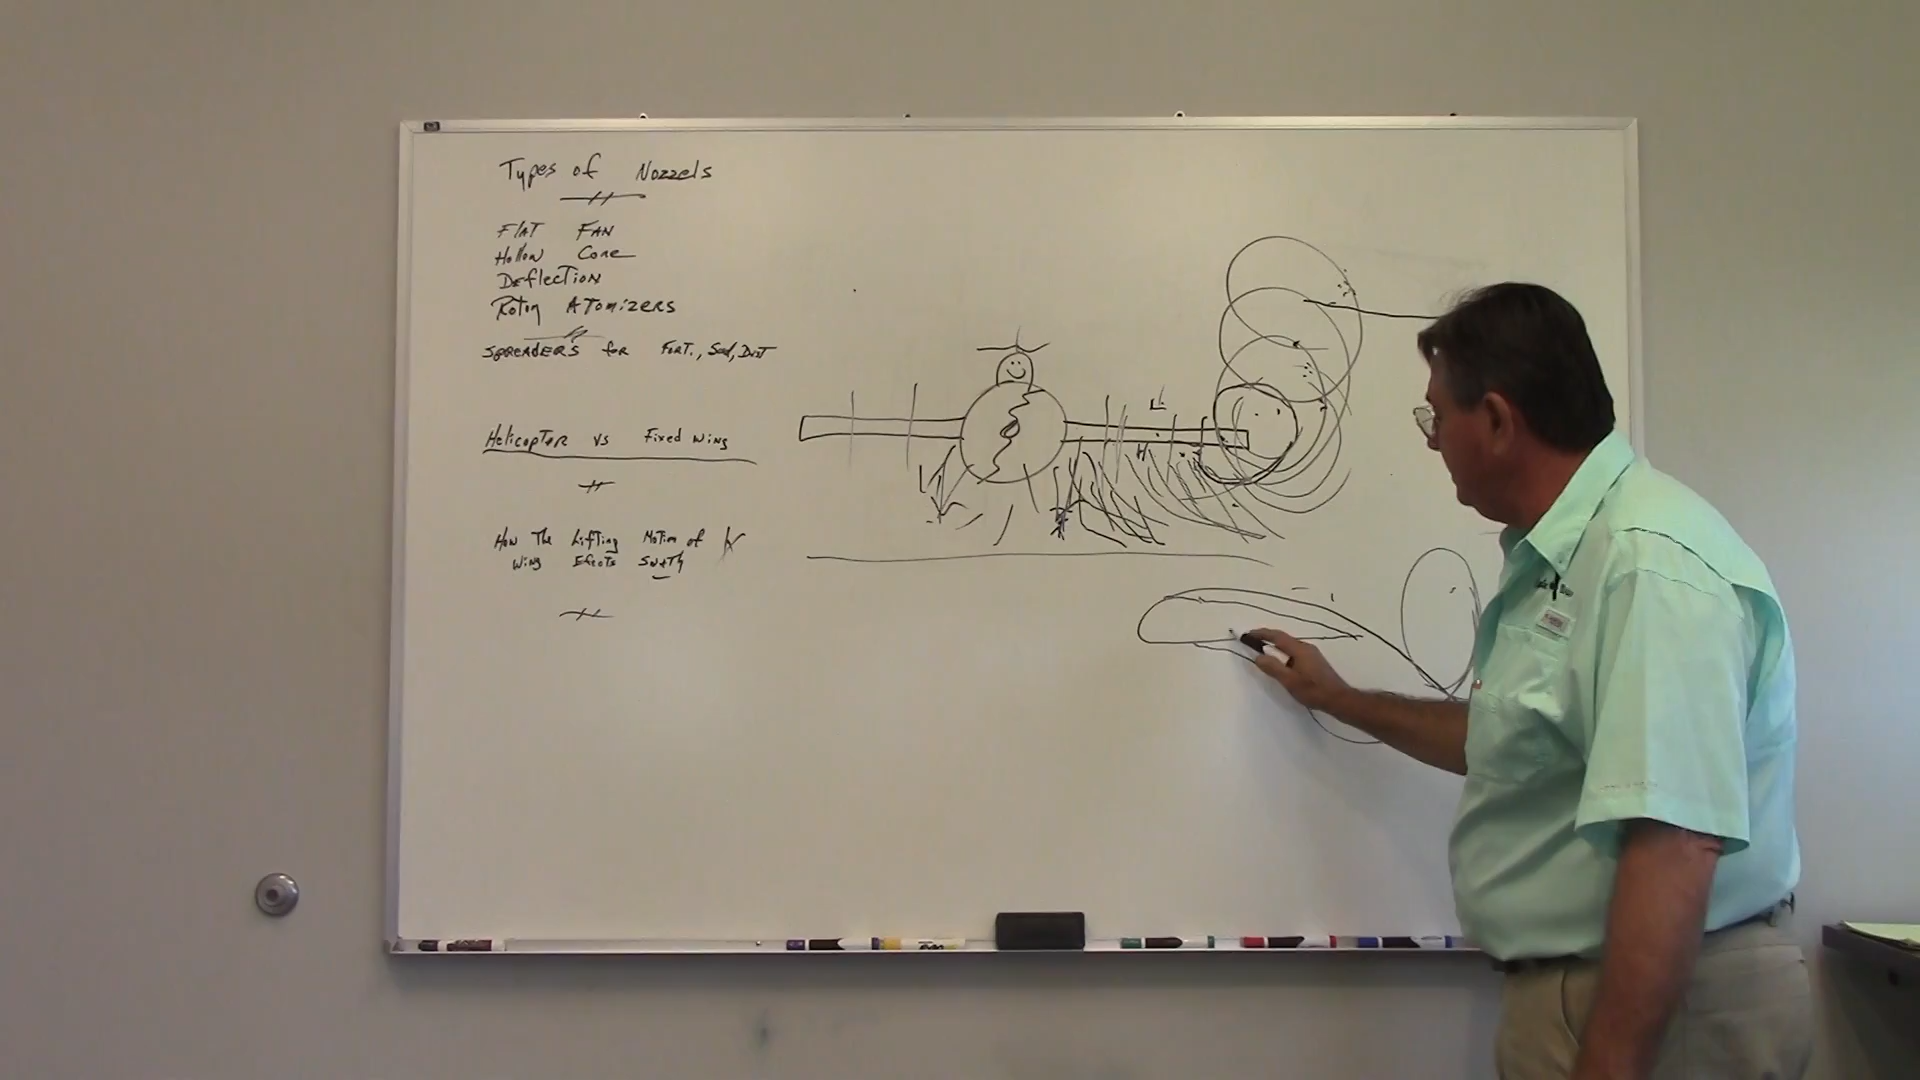 Types of Nozzels
FLAT FAN
Hollow Cone
DEflection
Rotory ATomizers
SPREADERS for FERT., Seed, Dust
Helicopter vs Fixed wing
How The Lifting Motion of
Wing Effects Swath
L
H